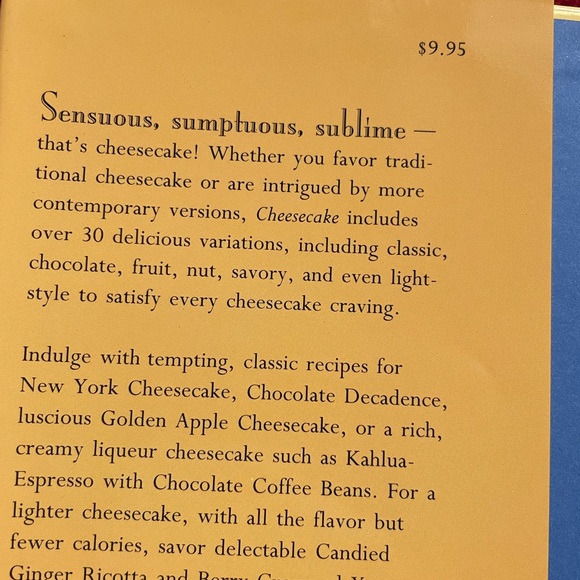 $9.95
Sensuous, sumptuous, sublime —
that's cheesecake! Whether you favor tradi-
tional cheesecake or are intrigued by more
contemporary versions, Cheesecake includes
over 30 delicious variations, including classic,
chocolate, fruit, nut, savory, and even light-
style to satisfy every cheesecake craving.
Indulge with tempting, classic recipes for
New York Cheesecake, Chocolate Decadence,
luscious Golden Apple Cheesecake, or a rich,
creamy liqueur cheesecake such as Kahlua-
Espresso with Chocolate Coffee Beans. For a
lighter cheesecake, with all the flavor but
fewer calories, savor delectable Candied
Ginger Ricotta and Berry